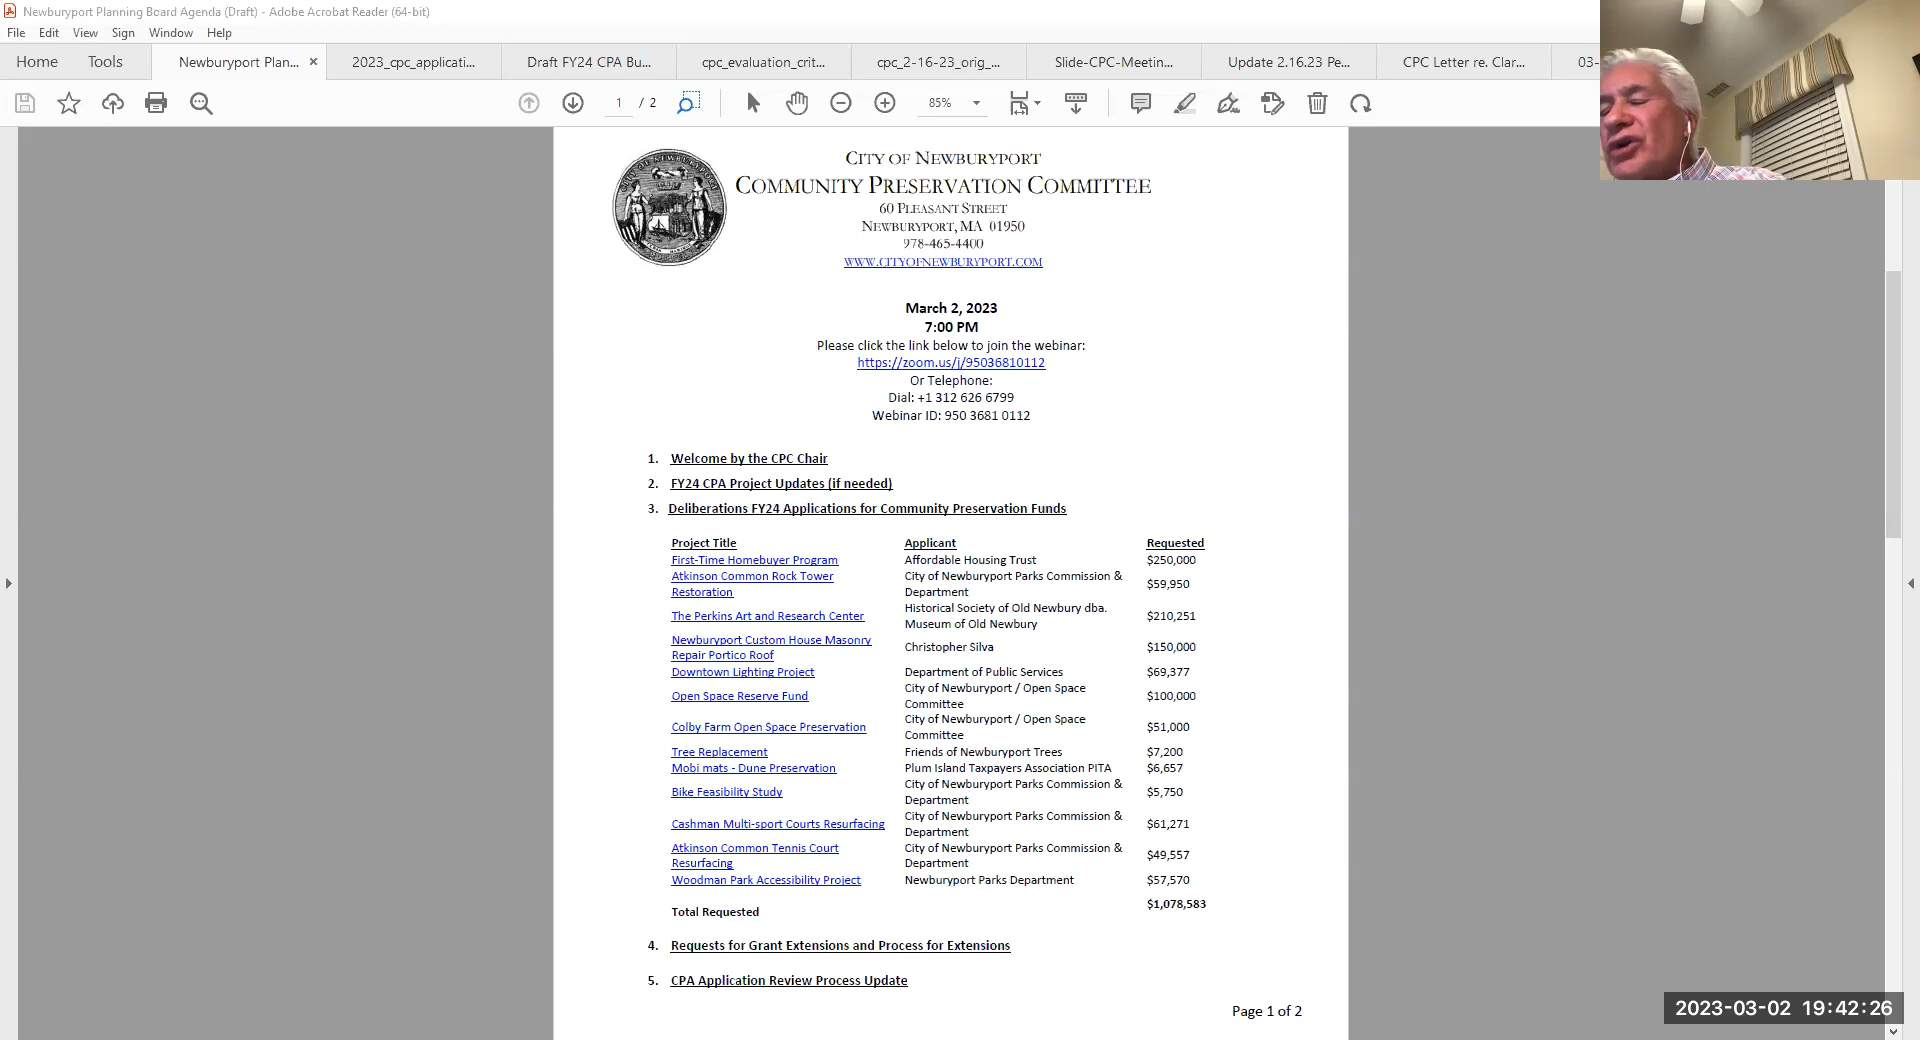 Newburyport Planning Board Agenda (Draft) - Adobe Acrobat Reader (64-bit)
File Edit View Sign Window Help
Home Tools Newburyport Plan... × 2023_cpc_applicati... Draft FY24 CPA Bu... cpc_evaluation_crit... cpc_2-16-23_orig_... Slide-CPC-Meetin... Update 2.16.23 Pe... CPC Letter re. Clar... 03-
1 / 2 85%
CITY OF NEWBURYPORT
COMMUNITY PRESERVATION COMMITTEE
60 PLEASANT STREET
NEWBURYPORT, MA 01950
978-465-4400
WWW.CITYOFNEWBURYPORT.COM
March 2, 2023
7:00 PM
Please click the link below to join the webinar:
https://zoom.us/j/95036810112
Or Telephone:
Dial: +1 312 626 6799
Webinar ID: 950 3681 0112
1. Welcome by the CPC Chair
2. FY24 CPA Project Updates (if needed)
3. Deliberations FY24 Applications for Community Preservation Funds
Project Title Applicant Requested
First-Time Homebuyer Program Affordable Housing Trust $250,000
Atkinson Common Rock Tower Restoration City of Newburyport Parks Commission & Department $59,950
The Perkins Art and Research Center Historical Society of Old Newbury dba. Museum of Old Newbury $210,251
Newburyport Custom House Masonry Repair Portico Roof Christopher Silva $150,000
Downtown Lighting Project Department of Public Services $69,377
Open Space Reserve Fund City of Newburyport / Open Space Committee $100,000
Colby Farm Open Space Preservation City of Newburyport / Open Space Committee $51,000
Tree Replacement Friends of Newburyport Trees $7,200
Mobi mats - Dune Preservation Plum Island Taxpayers Association PITA $6,657
Bike Feasibility Study City of Newburyport Parks Commission & Department $5,750
Cashman Multi-sport Courts Resurfacing City of Newburyport Parks Commission & Department $61,271
Atkinson Common Tennis Court Resurfacing City of Newburyport Parks Commission & Department $49,557
Woodman Park Accessibility Project Newburyport Parks Department $57,570
Total Requested $1,078,583
4. Requests for Grant Extensions and Process for Extensions
5. CPA Application Review Process Update
Page 1 of 2
2023-03-02 19:42:26